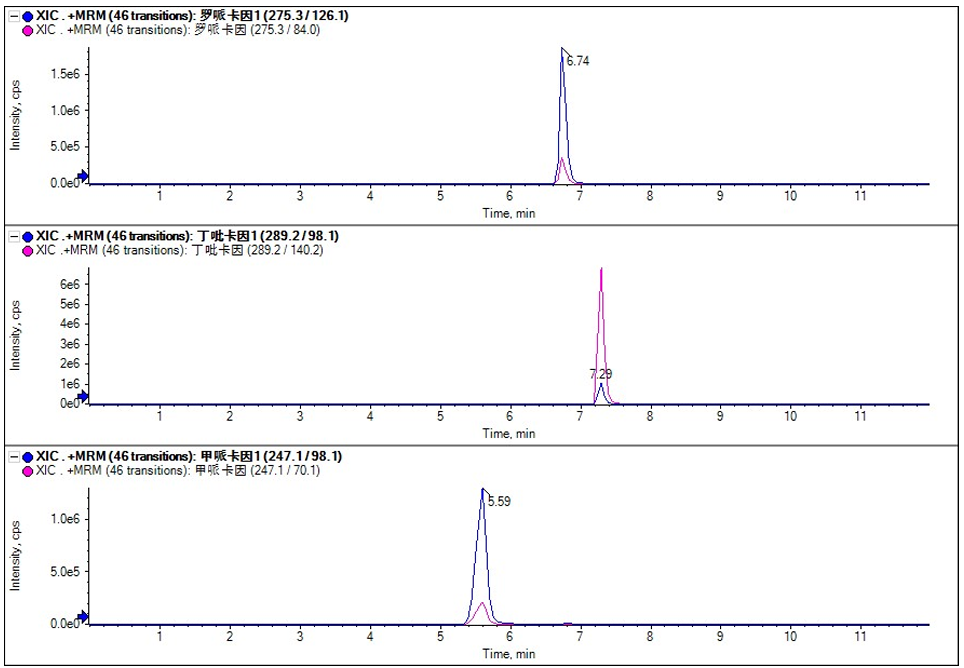 XIC . +MRM (46 transitions): 罗哌卡因1 (275.3 / 126.1)
XIC . +MRM (46 transitions): 罗哌卡因 (275.3 / 84.0)
6.74
Intensity, cps
1.5e6
1.0e6
5.0e5
0.0e0
1 2 3 4 5 6 7 8 9 10 11
Time, min
XIC .+MRM (46 transitions): 丁吡卡因1 (289.2 / 98.1)
XIC .+MRM (46 transitions): 丁吡卡因 (289.2 / 140.2)
7.29
Intensity, cps
6e6
5e6
4e6
3e6
2e6
1e6
0e0
1 2 3 4 5 6 7 8 9 10 11
Time, min
XIC . +MRM (46 transitions): 甲哌卡因1 (247.1 / 98.1)
XIC . +MRM (46 transitions): 甲哌卡因 (247.1 / 70.1)
5.59
Intensity, cps
1.0e6
5.0e5
0.0e0
1 2 3 4 5 6 7 8 9 10 11
Time, min